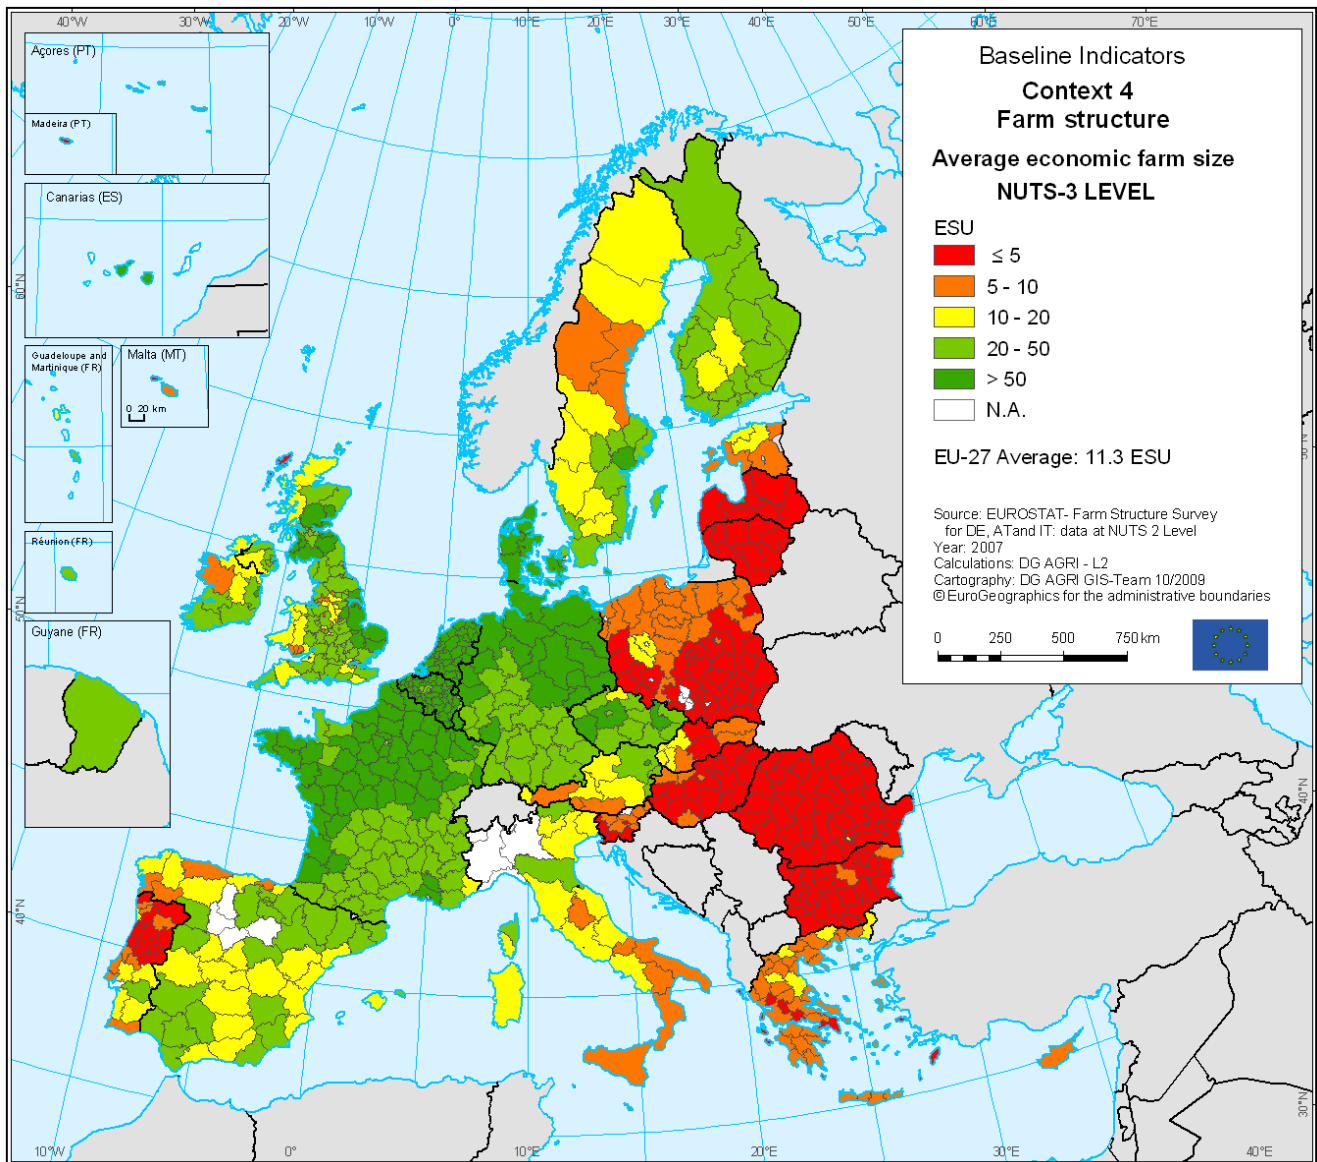 40°W
30°W
20°W
10°W
0°
10°E
20°E
30°E
40°E
50°E
60°E
70°E
Açores (PT)
Madeira (PT)
Canarias (ES)
Guadeloupe and
Martinique (FR)
Malta (MT)
0 20 km
Réunion (FR)
Guyane (FR)
Baseline Indicators
Context 4
Farm structure
Average economic farm size
NUTS-3 LEVEL
ESU
≤ 5
5 - 10
10 - 20
20 - 50
> 50
N.A.
EU-27 Average: 11.3 ESU
Source: EUROSTAT- Farm Structure Survey
for DE, ATand IT: data at NUTS 2 Level
Year: 2007
Calculations: DG AGRI - L2
Cartography: DG AGRI GIS-Team 10/2009
© EuroGeographics for the administrative boundaries
0 250 500 750 km
60°N
50°N
40°N
40°N
30°N
10°W
0°
10°E
20°E
30°E
40°E